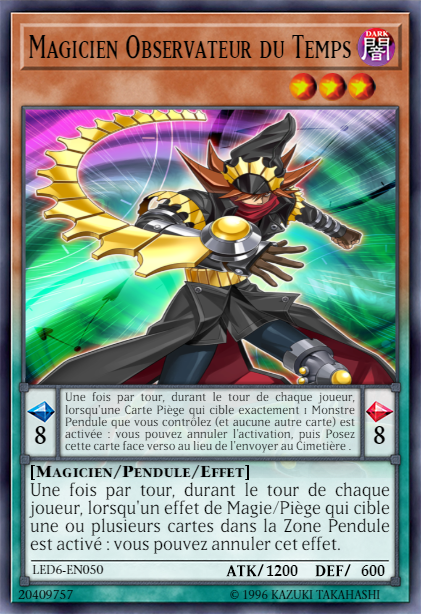 Magicien Observateur du Temps
DARK
闇
Une fois par tour, durant le tour de chaque joueur,
lorsqu'une Carte Piège qui cible exactement 1 Monstre
Pendule que vous contrôlez (et aucune autre carte) est
activée : vous pouvez annuler l'activation, puis Posez
cette carte face verso au lieu de l'envoyer au Cimetière .
8
8
[Magicien/Pendule/Effet]
Une fois par tour, durant le tour de chaque
joueur, lorsqu'un effet de Magie/Piège qui cible
une ou plusieurs cartes dans la Zone Pendule
est activé : vous pouvez annuler cet effet.
LED6-EN050
ATK/1200 DEF/ 600
20409757
© 1996 KAZUKI TAKAHASHI